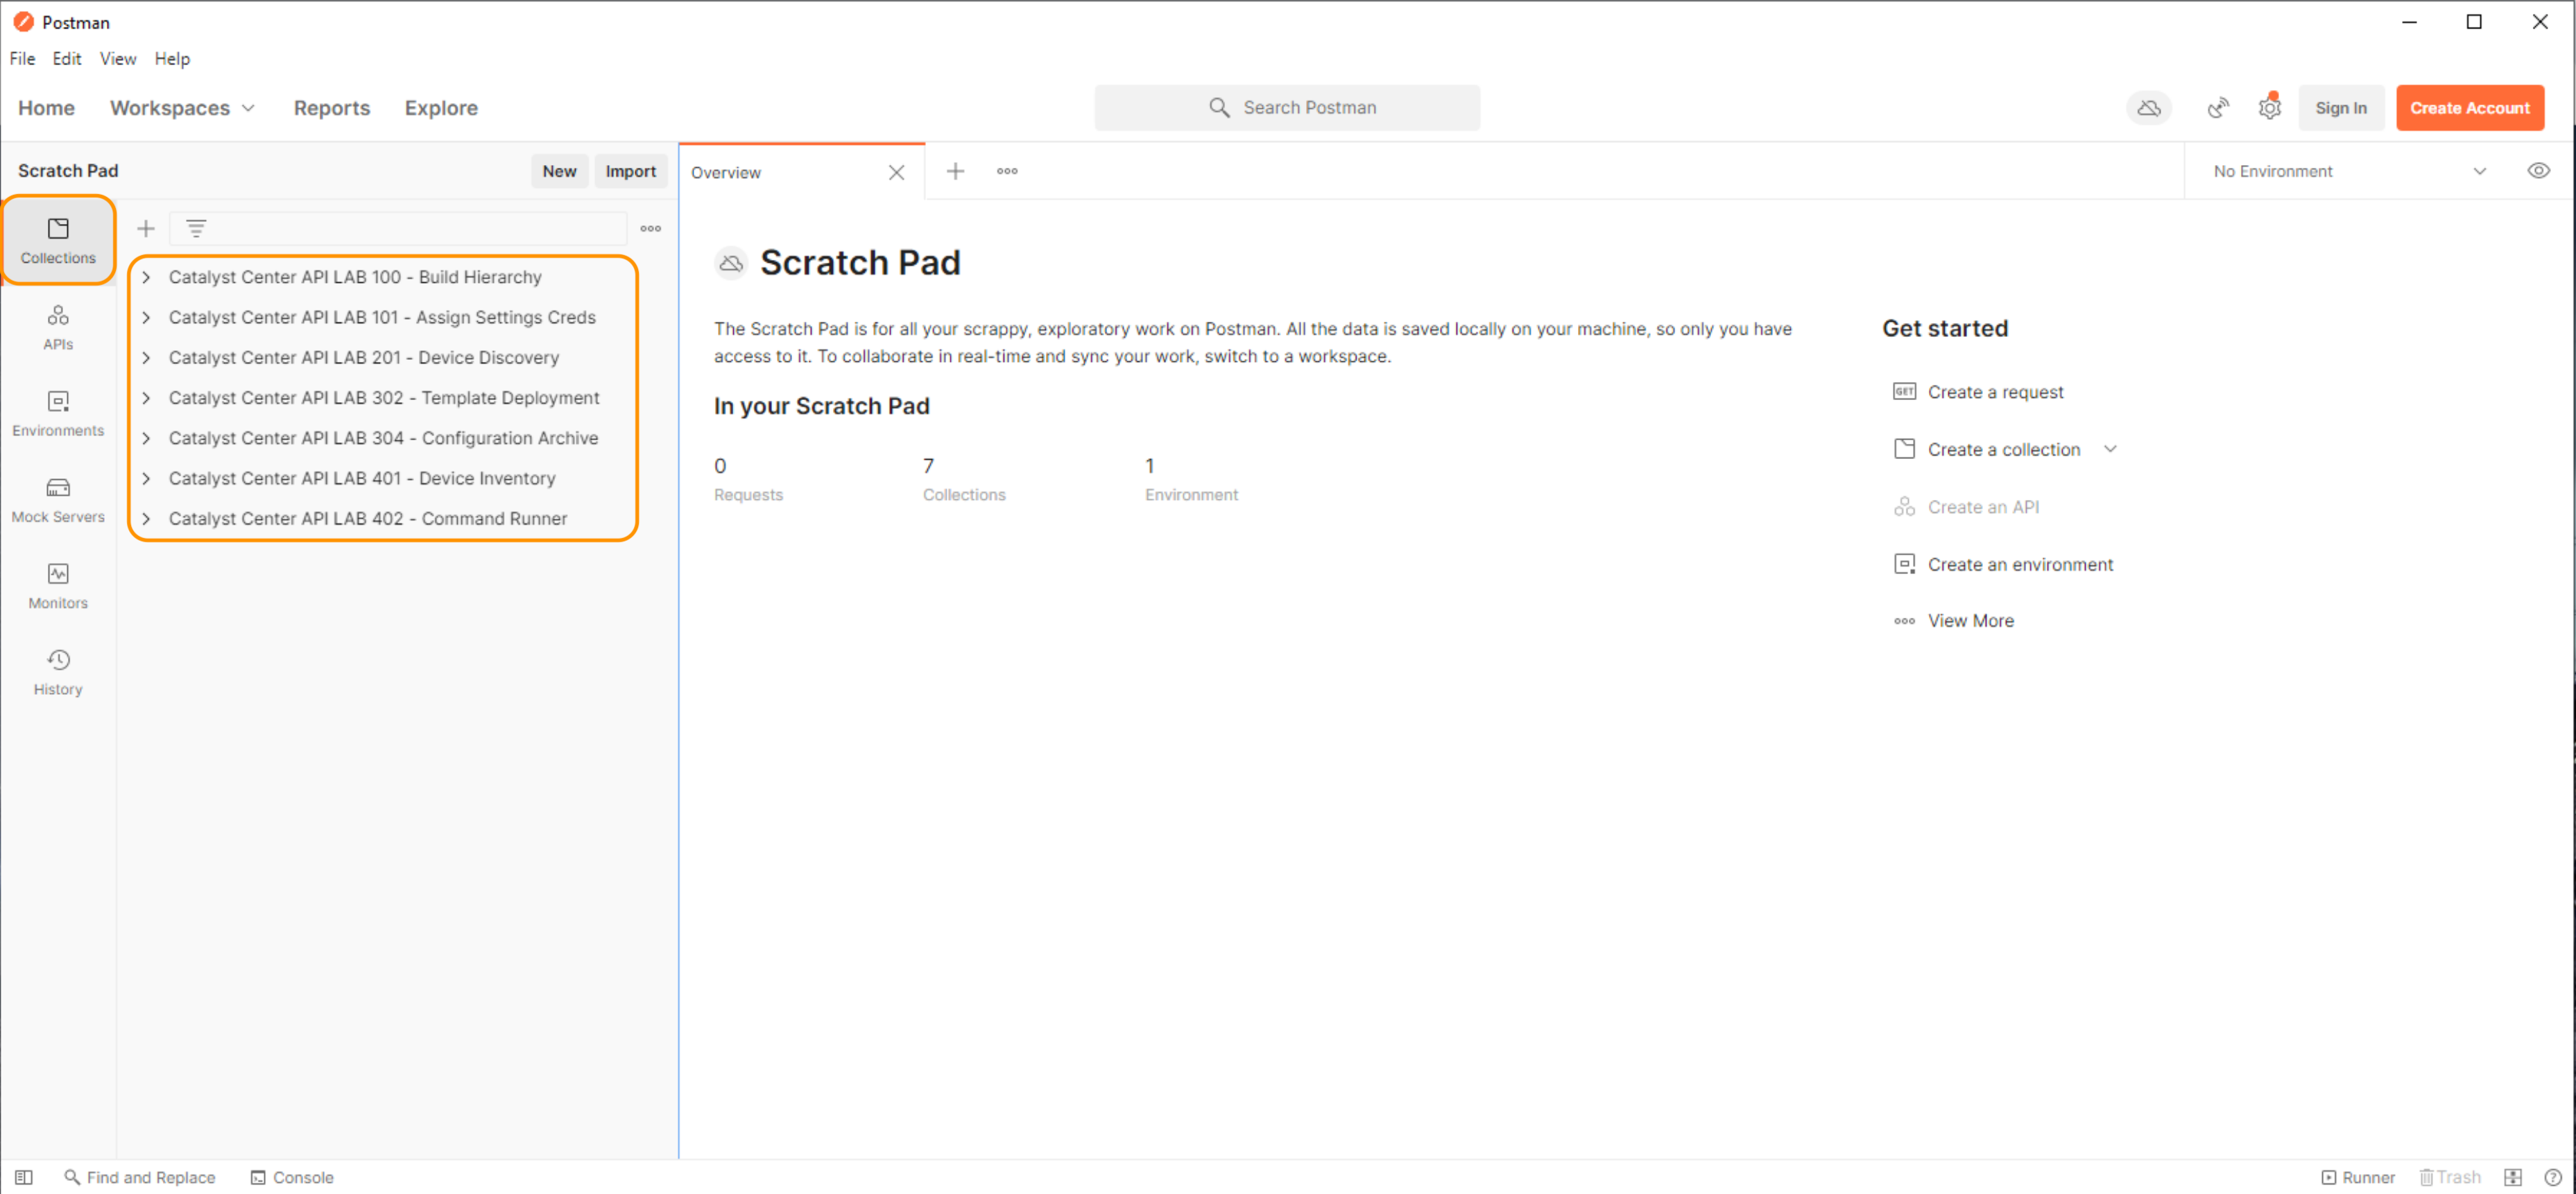 Postman
File Edit View Help
Home Workspaces Reports Explore
Search Postman
Sign In
Create Account
Scratch Pad
New
Import
Overview
No Environment
Collections
APIs
Environments
Mock Servers
Monitors
History
Catalyst Center API LAB 100 - Build Hierarchy
Catalyst Center API LAB 101 - Assign Settings Creds
Catalyst Center API LAB 201 - Device Discovery
Catalyst Center API LAB 302 - Template Deployment
Catalyst Center API LAB 304 - Configuration Archive
Catalyst Center API LAB 401 - Device Inventory
Catalyst Center API LAB 402 - Command Runner
Scratch Pad
The Scratch Pad is for all your scrappy, exploratory work on Postman. All the data is saved locally on your machine, so only you have
access to it. To collaborate in real-time and sync your work, switch to a workspace.
In your Scratch Pad
0 7 1
Requests Collections Environment
Get started
GET Create a request
Create a collection
Create an API
Create an environment
View More
Find and Replace Console
Runner Trash